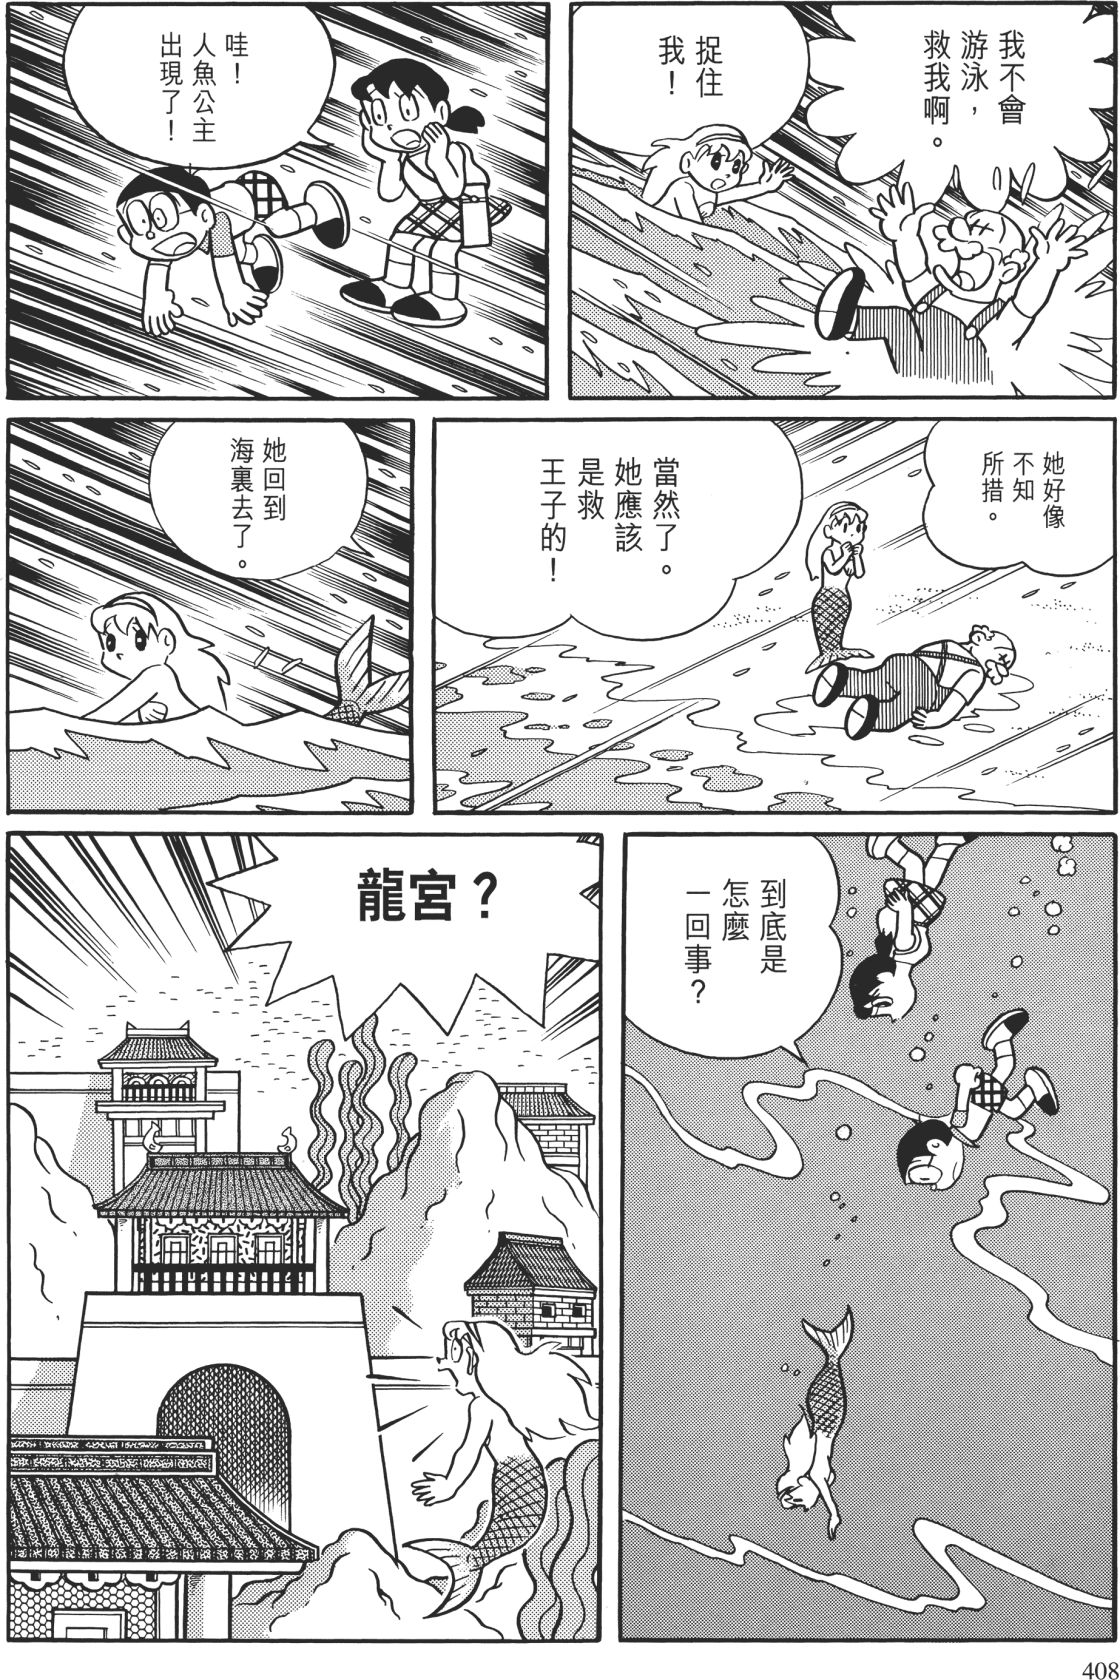 我不會
游泳，
救我啊。
捉住
我！
哇！
人魚公主
出現了！
她好像
不知
所措。
當然了。
她應該
是救
王子的！
她回到
海裏去了。
到底是
怎麼
一回事？
龍宮？
408